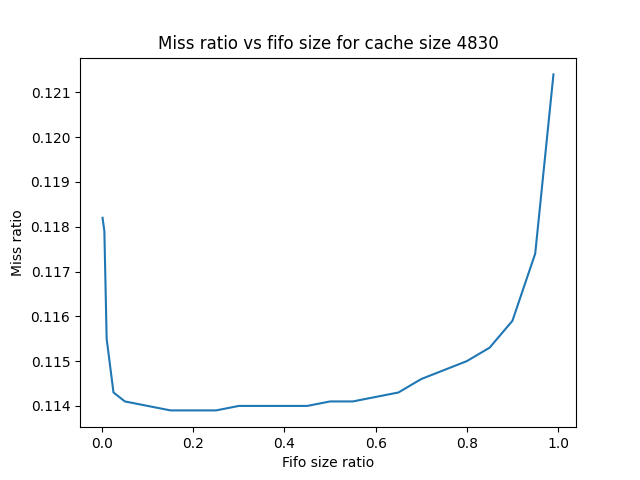 Miss ratio vs fifo size for cache size 4830
Miss ratio
0.121
0.120
0.119
0.118
0.117
0.116
0.115
0.114
0.0 0.2 0.4 0.6 0.8 1.0
Fifo size ratio